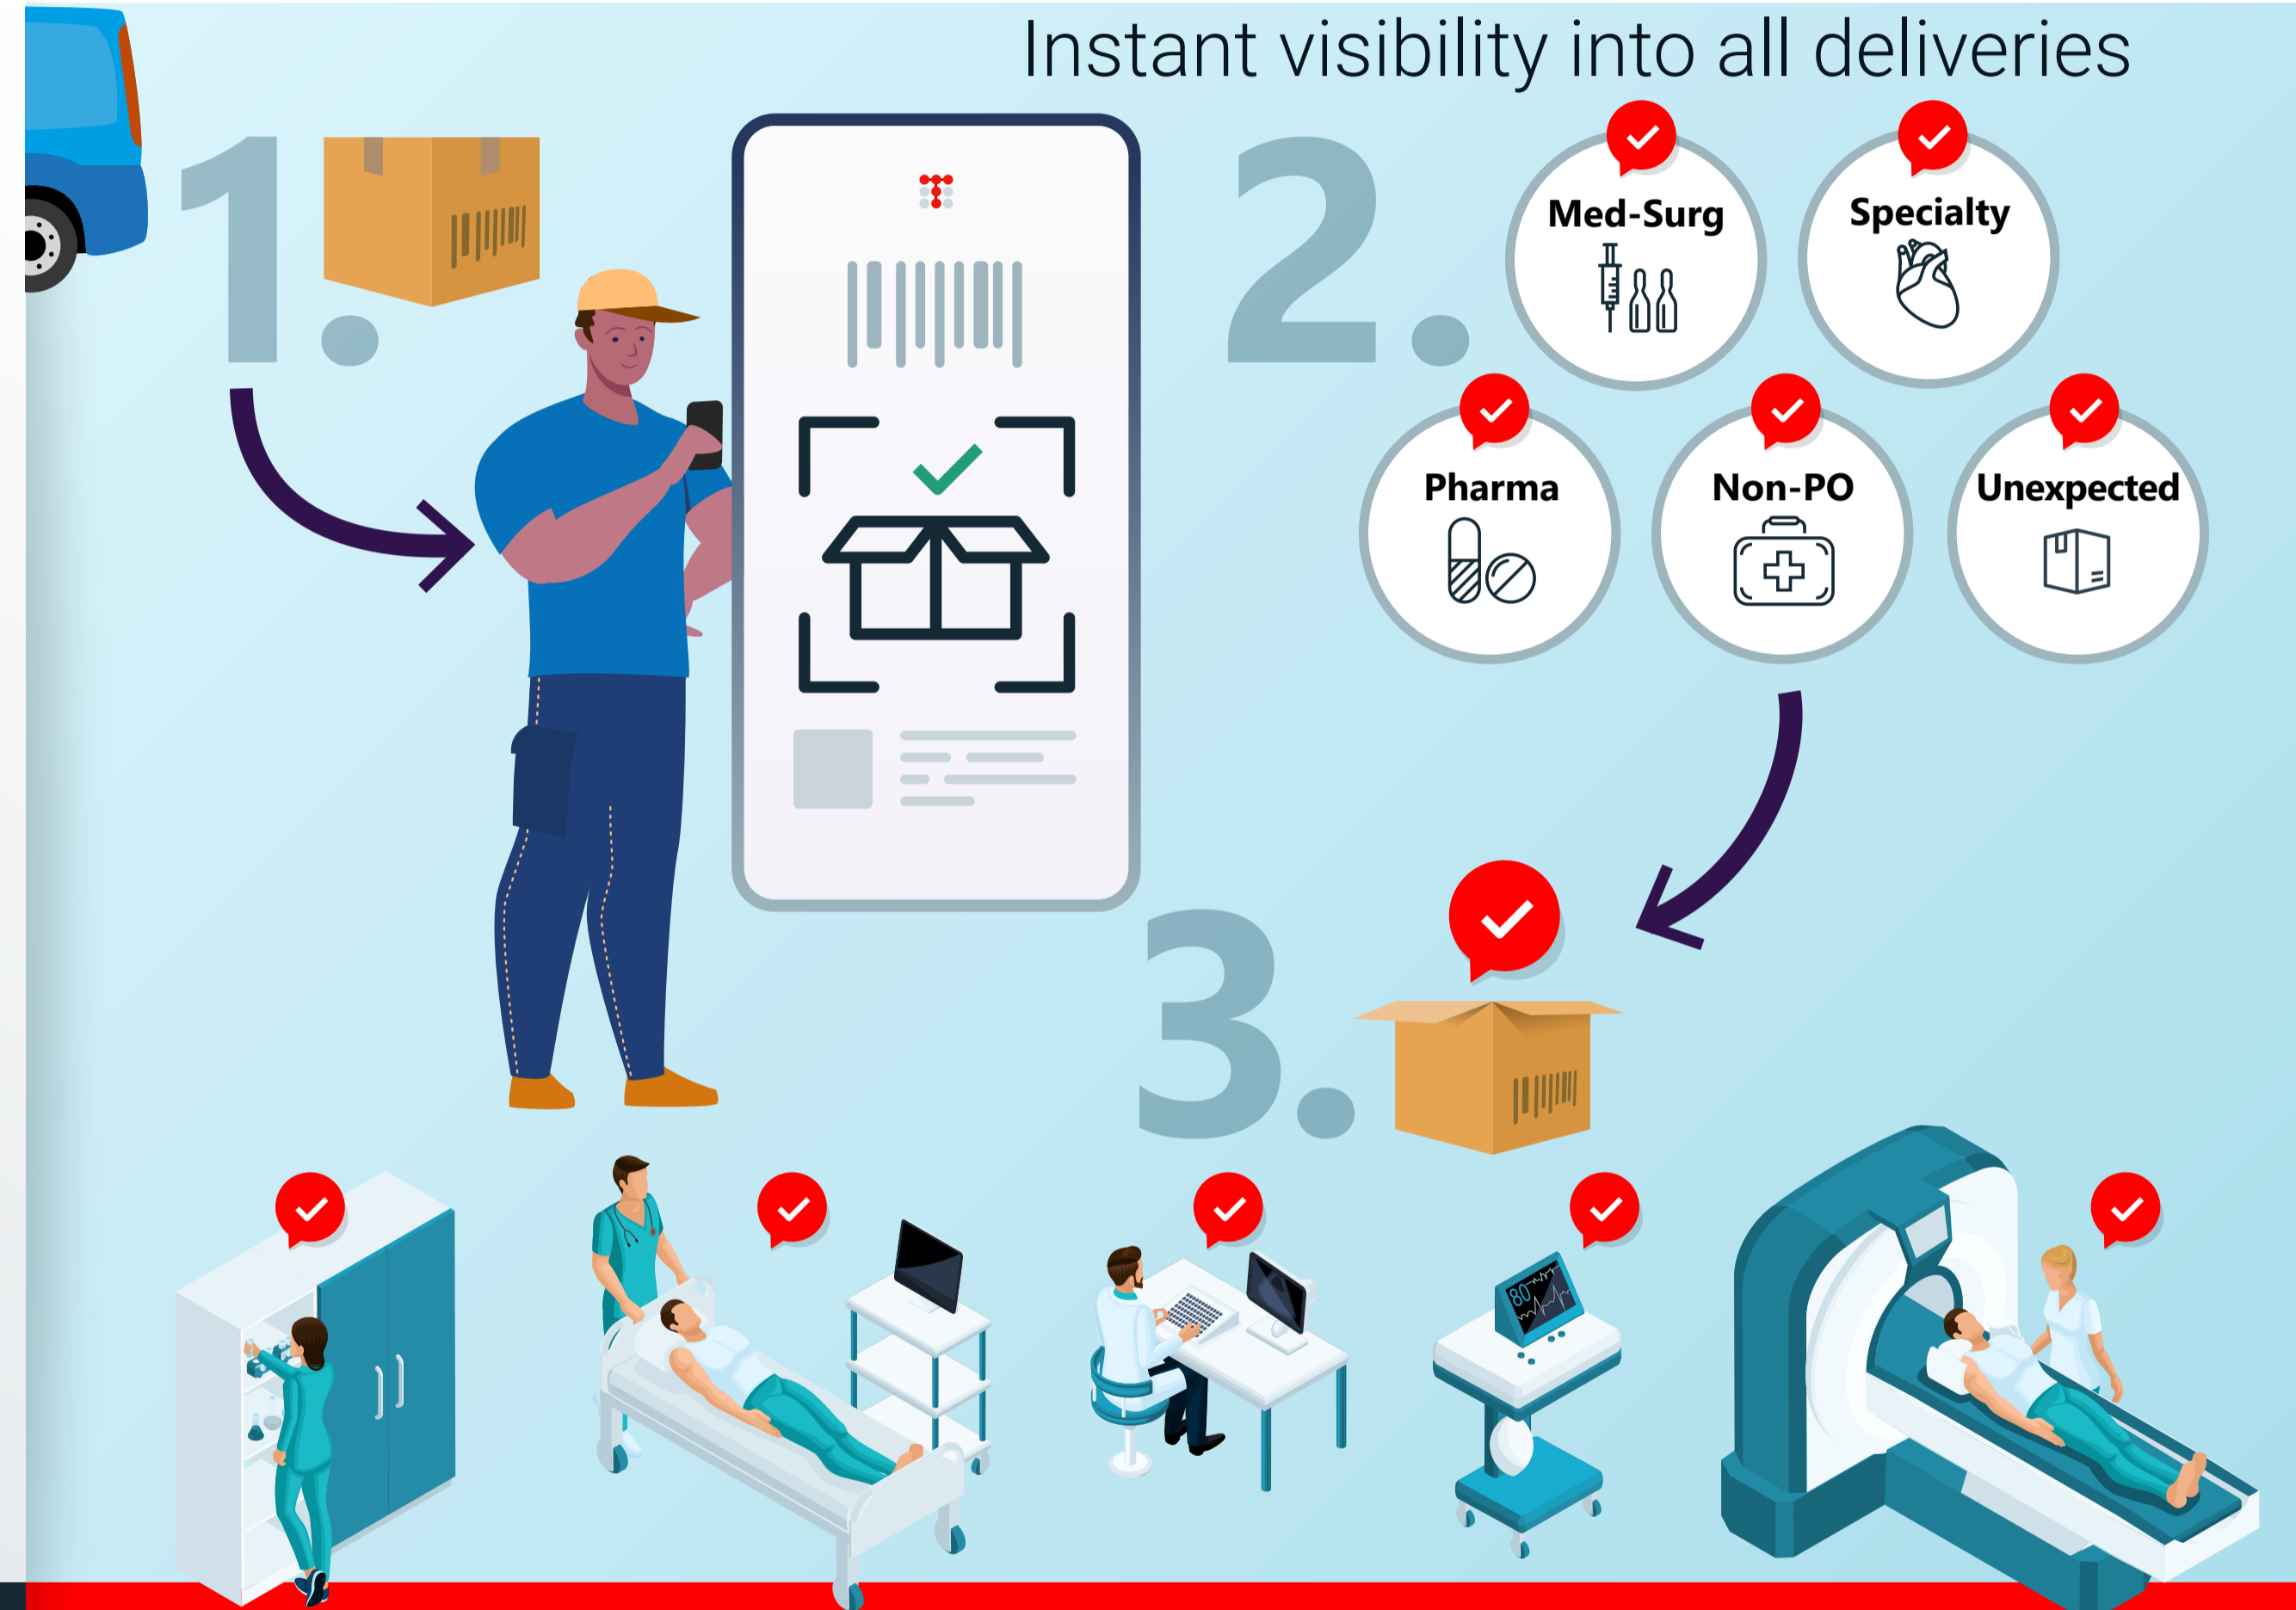 Instant visibility into all deliveries
1.
2.
Med-Surg
Specialty
Pharma
Non-PO
Unexpected
3.
80